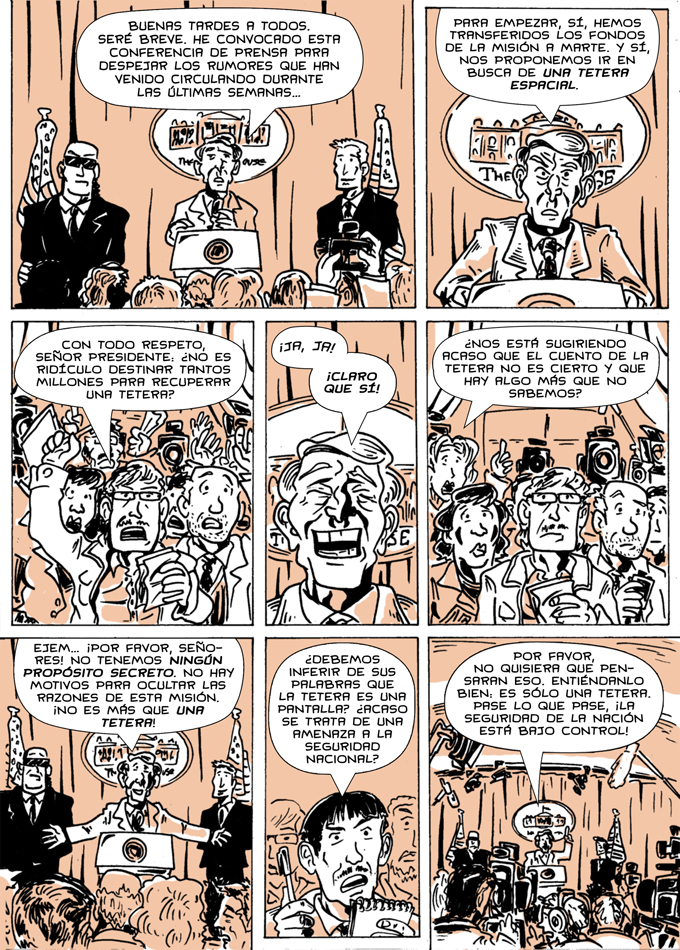 BUENAS TARDES A TODOS.
SERÉ BREVE. HE CONVOCADO ESTA
CONFERENCIA DE PRENSA PARA
DESPEJAR LOS RUMORES QUE HAN
VENIDO CIRCULANDO DURANTE
LAS ÚLTIMAS SEMANAS...
THE OUSE
PARA EMPEZAR, SÍ, HEMOS
TRANSFERIDOS LOS FONDOS
DE LA MISIÓN A MARTE. Y SÍ,
NOS PROPONEMOS IR EN
BUSCA DE UNA TETERA
ESPACIAL.
THE USE
CON TODO RESPETO,
SEÑOR PRESIDENTE: ¿NO ES
RIDÍCULO DESTINAR TANTOS
MILLONES PARA RECUPERAR
UNA TETERA?
¡JA, JA!
¡CLARO
QUE SÍ!
¿NOS ESTÁ SUGIRIENDO
ACASO QUE EL CUENTO DE LA
TETERA NO ES CIERTO Y QUE
HAY ALGO MÁS QUE NO
SABEMOS?
EJEM... ¡POR FAVOR, SEÑO-
RES! NO TENEMOS NINGÚN
PROPÓSITO SECRETO. NO HAY
MOTIVOS PARA OCULTAR LAS
RAZONES DE ESTA MISIÓN.
¡NO ES MÁS QUE UNA
TETERA!
¿DEBEMOS
INFERIR DE SUS
PALABRAS QUE
LA TETERA ES UNA
PANTALLA? ¿ACASO
SE TRATA DE UNA
AMENAZA A LA
SEGURIDAD
NACIONAL?
POR FAVOR,
NO QUISIERA QUE PEN-
SARAN ESO. ENTIÉNDANLO
BIEN: ES SÓLO UNA TETERA.
PASE LO QUE PASE, ¡LA
SEGURIDAD DE LA NACIÓN
ESTÁ BAJO CONTROL!